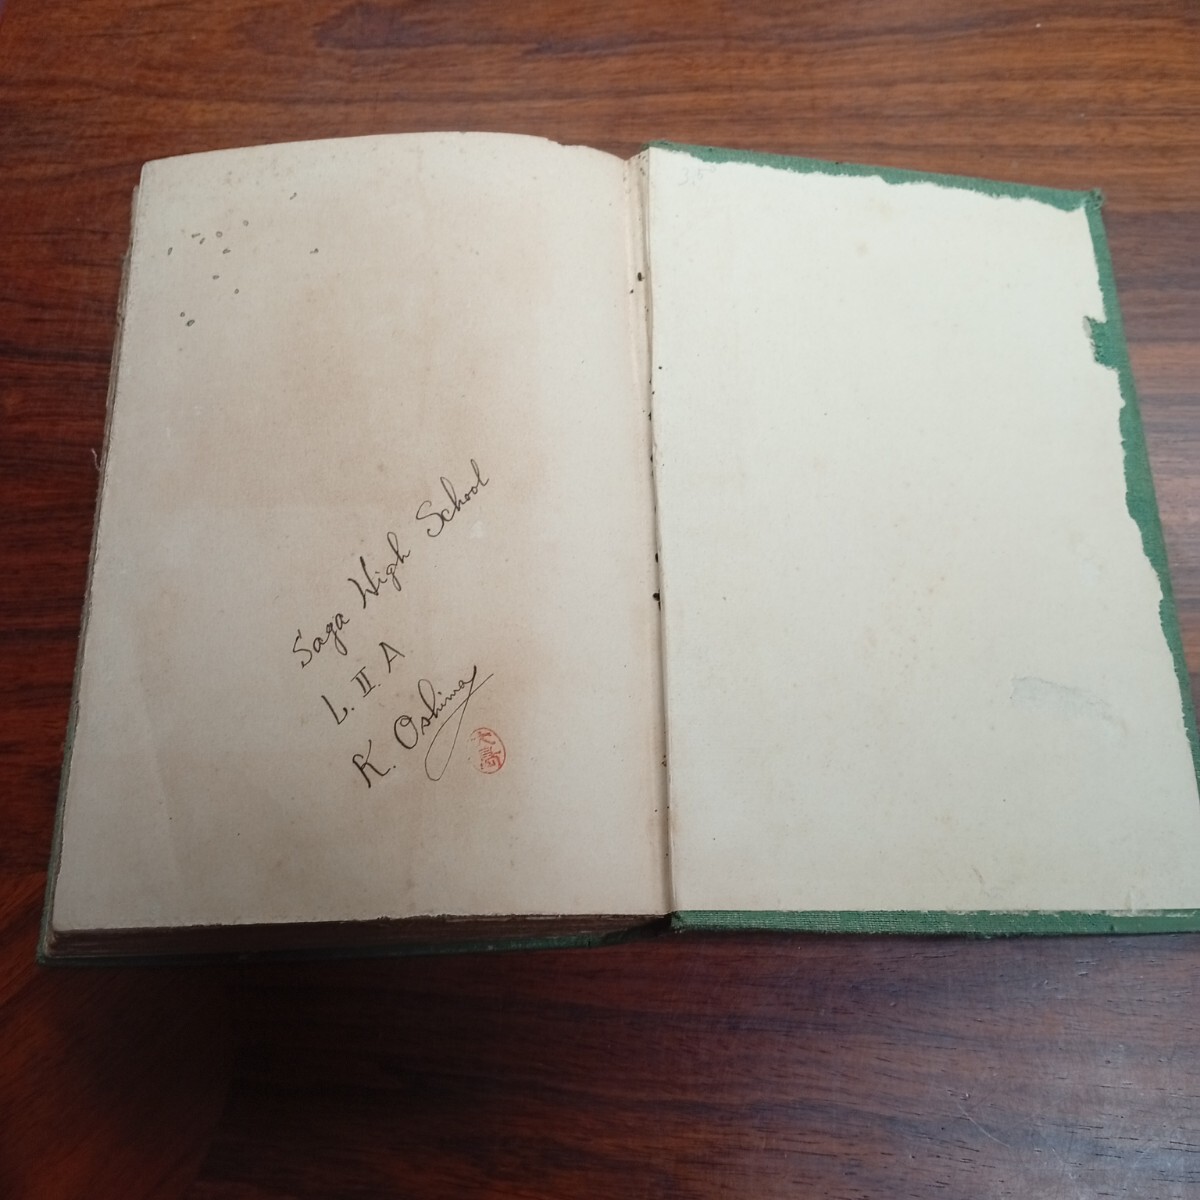 Saga High School
L. II. A.
K. Oshima